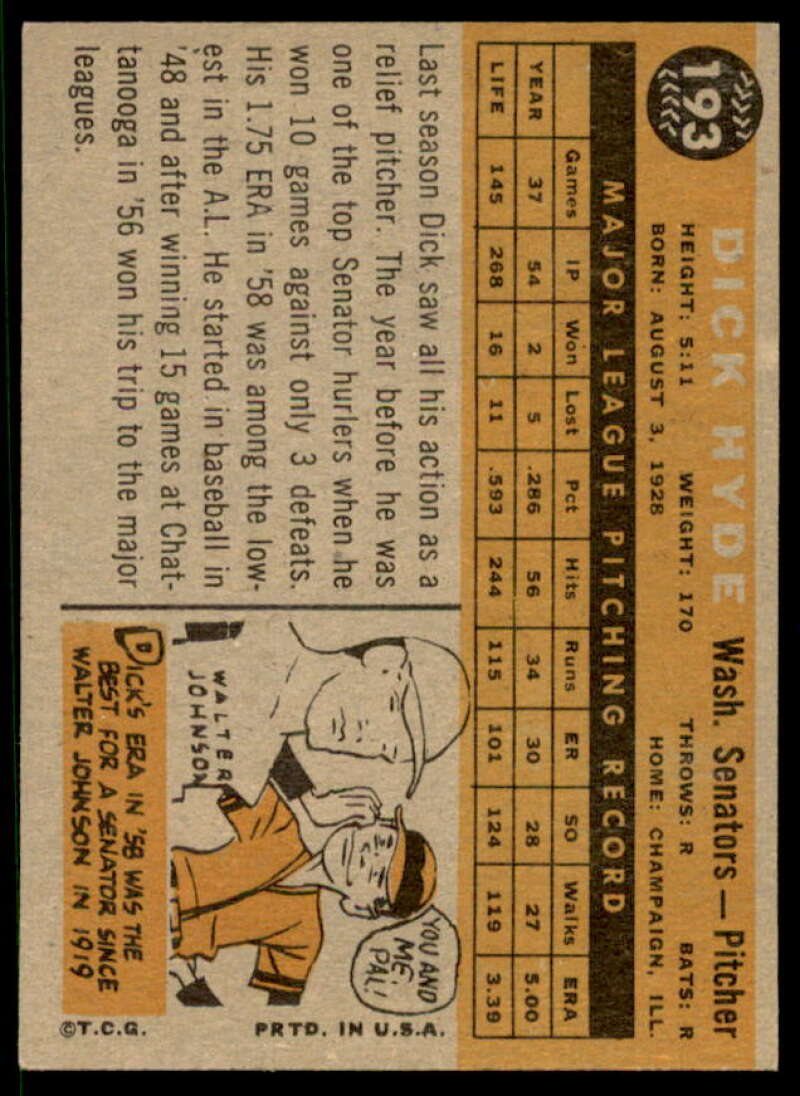 193
DICK HYDE Wash. Senators — Pitcher
HEIGHT: 5:11 WEIGHT: 170 THROWS: R BATS: R
BORN: AUGUST 3, 1928 HOME: CHAMPAIGN, ILL.
MAJOR LEAGUE PITCHING RECORD
Games IP Won Lost Pct Hits Runs ER SO Walks ERA
YEAR 37 54 2 5 .286 56 34 30 28 27 5.00
LIFE 145 268 16 11 .593 244 115 101 124 119 3.39
Last season Dick saw all his action as a
relief pitcher. The year before he was
one of the top Senator hurlers when he
won 10 games against only 3 defeats.
His 1.75 ERA in '58 was among the low-
est in the A.L. He started in baseball in
'48 and after winning 15 games at Chat-
tanooga in '56 won his trip to the major
leagues.
YOU AND
ME,
PAL!
WALTER
JOHNSON
DICK'S ERA IN '58 WAS THE
BEST FOR A SENATOR SINCE
WALTER JOHNSON IN 1919
©T.C.G. PRTD. IN U.S.A.